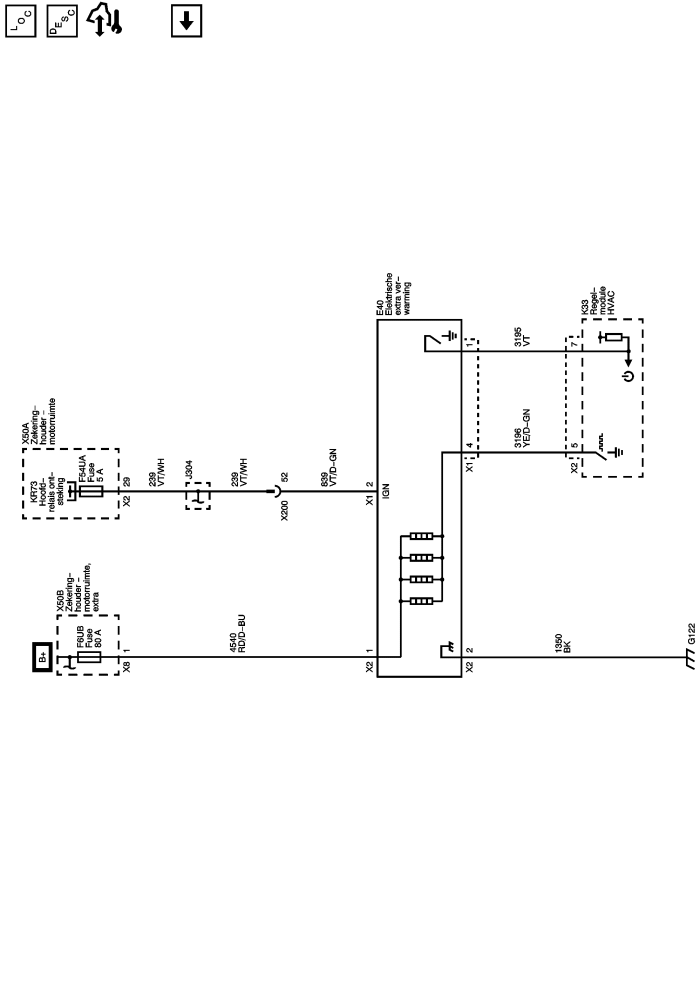 LOC
DESC
X50A
Zekering–
houder –
motorruimte
KR73
Hoofd–
relais ont–
steking
F54UA
Fuse
5 A
29
X2
239
VT/WH
J304
239
VT/WH
52
X200
839
VT/D–GN
2
X1
IGN
X50B
Zekering–
houder –
motorruimte,
extra
B+
F6UB
Fuse
80 A
1
X8
4540
RD/D–BU
1
X2
E40
Elektrische
extra ver–
warming
1
3195
VT
7
4
X1
3196
YE/D–GN
5
X2
K33
Regel–
module
HVAC
2
X2
1350
BK
G122